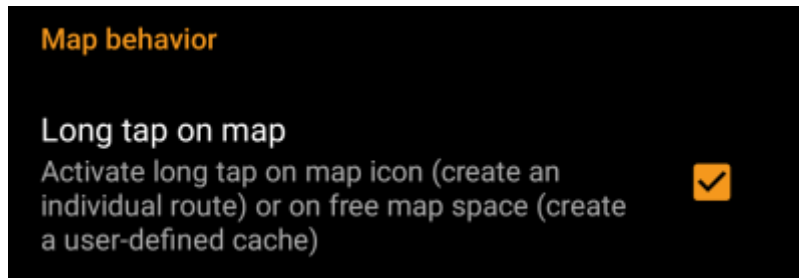 Map behavior
Long tap on map
Activate long tap on map icon (create an
individual route) or on free map space (create
a user-defined cache)